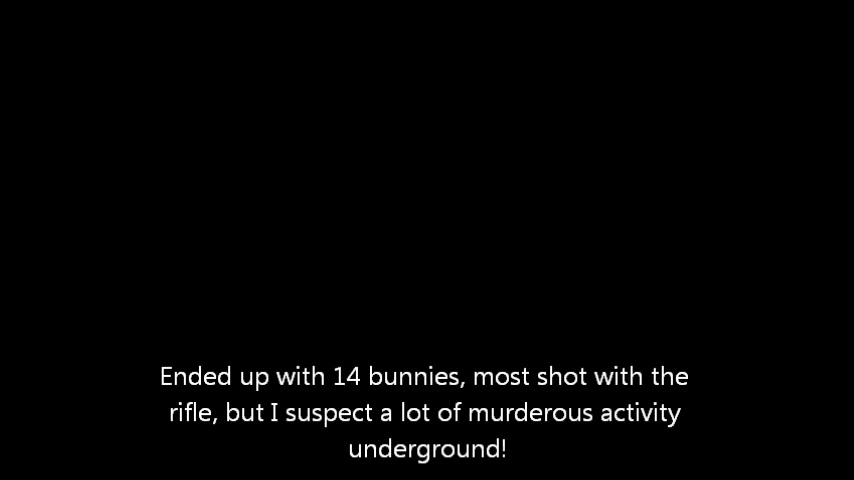 Ended up with 14 bunnies, most shot with the
rifle, but I suspect a lot of murderous activity
underground!